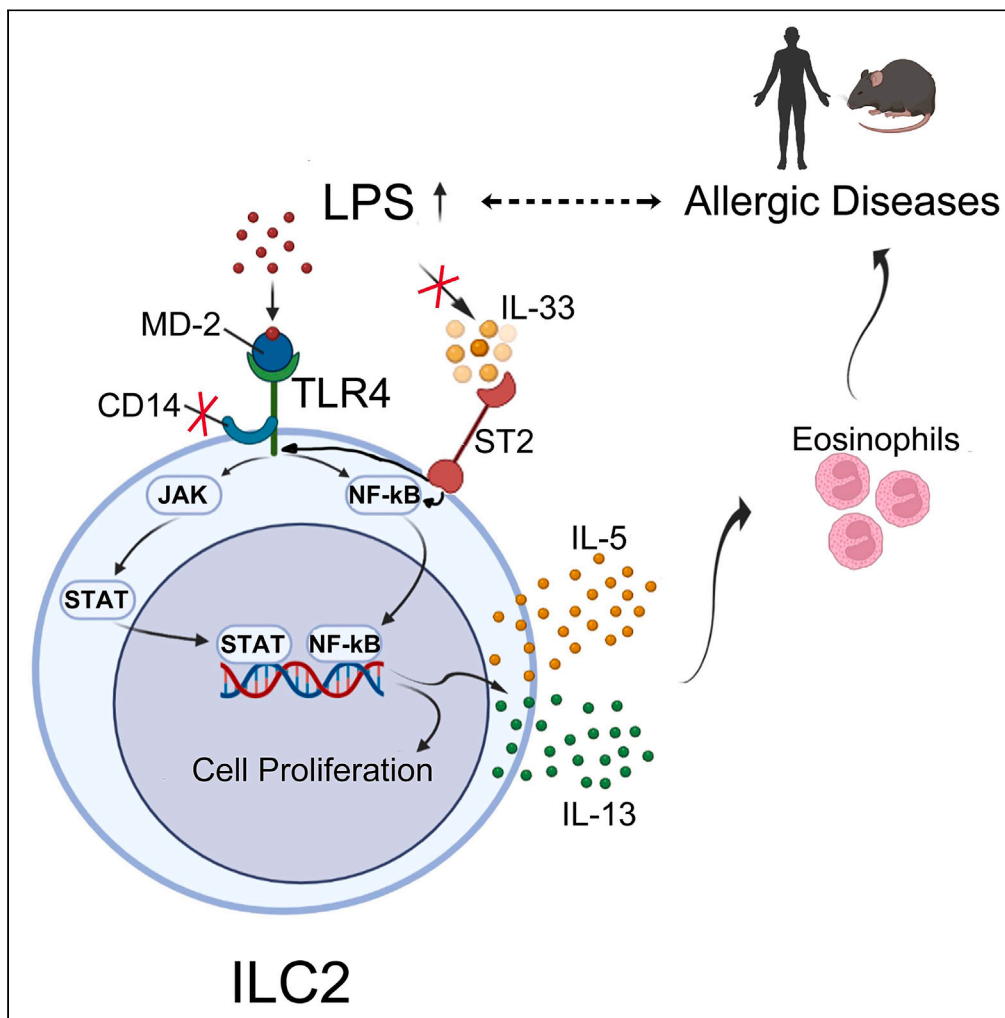 LPS
Allergic Diseases
IL-33
MD-2
TLR4
CD14
ST2
Eosinophils
JAK
NF-kB
IL-5
STAT
STAT
NF-kB
Cell Proliferation
IL-13
ILC2